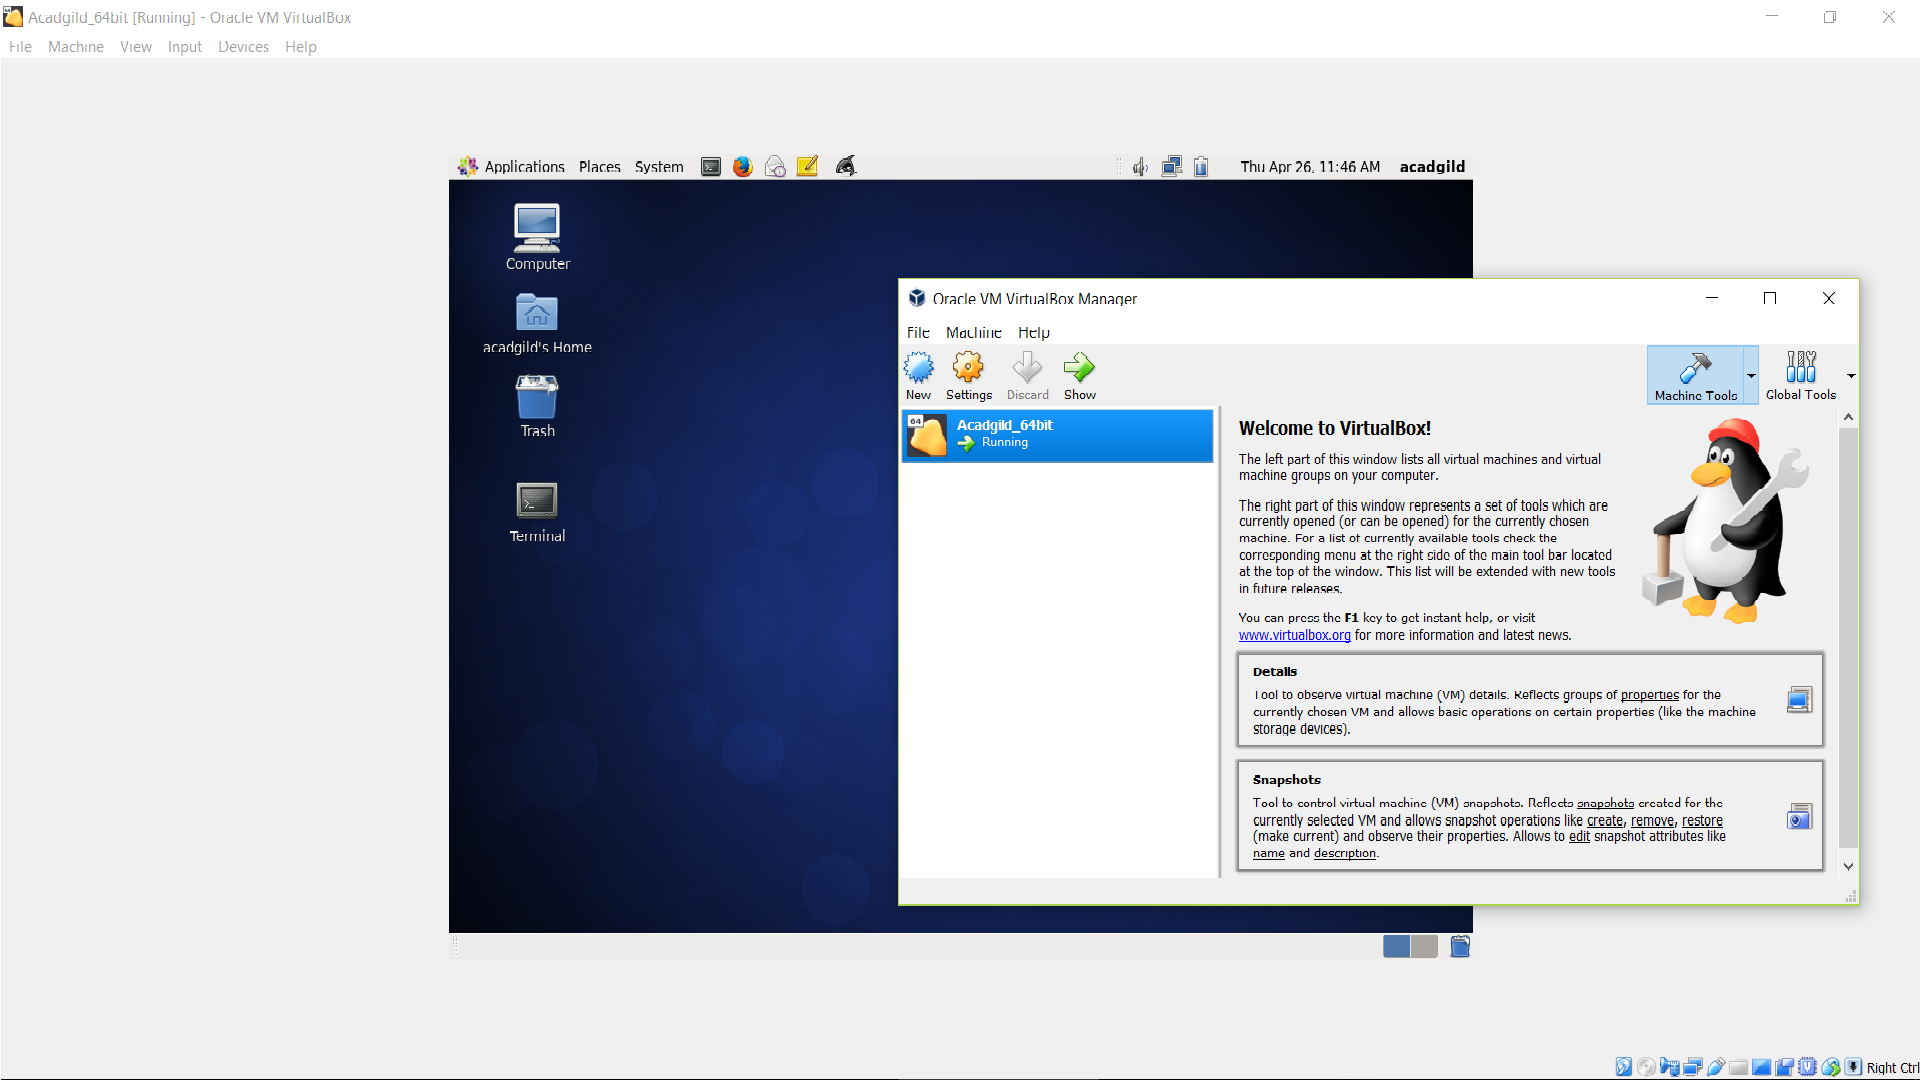 Acadgild_64bit [Running] - Oracle VM VirtualBox
File Machine View Input Devices Help
Applications Places System Thu Apr 26, 11:46 AM acadgild
Computer
acadgild's Home
Trash
Terminal
Oracle VM VirtualBox Manager
File Machine Help
New Settings Discard Show Machine Tools Global Tools
64
Acadgild_64bit
Running
Welcome to VirtualBox!
The left part of this window lists all virtual machines and virtual
machine groups on your computer.
The right part of this window represents a set of tools which are
currently opened (or can be opened) for the currently chosen
machine. For a list of currently available tools check the
corresponding menu at the right side of the main tool bar located
at the top of the window. This list will be extended with new tools
in future releases.
You can press the F1 key to get instant help, or visit
www.virtualbox.org for more information and latest news.
Details
Tool to observe virtual machine (VM) details. Reflects groups of properties for the
currently chosen VM and allows basic operations on certain properties (like the machine
storage devices).
Snapshots
Tool to control virtual machine (VM) snapshots. Reflects snapshots created for the
currently selected VM and allows snapshot operations like create, remove, restore
(make current) and observe their properties. Allows to edit snapshot attributes like
name and description.
Right Ctrl